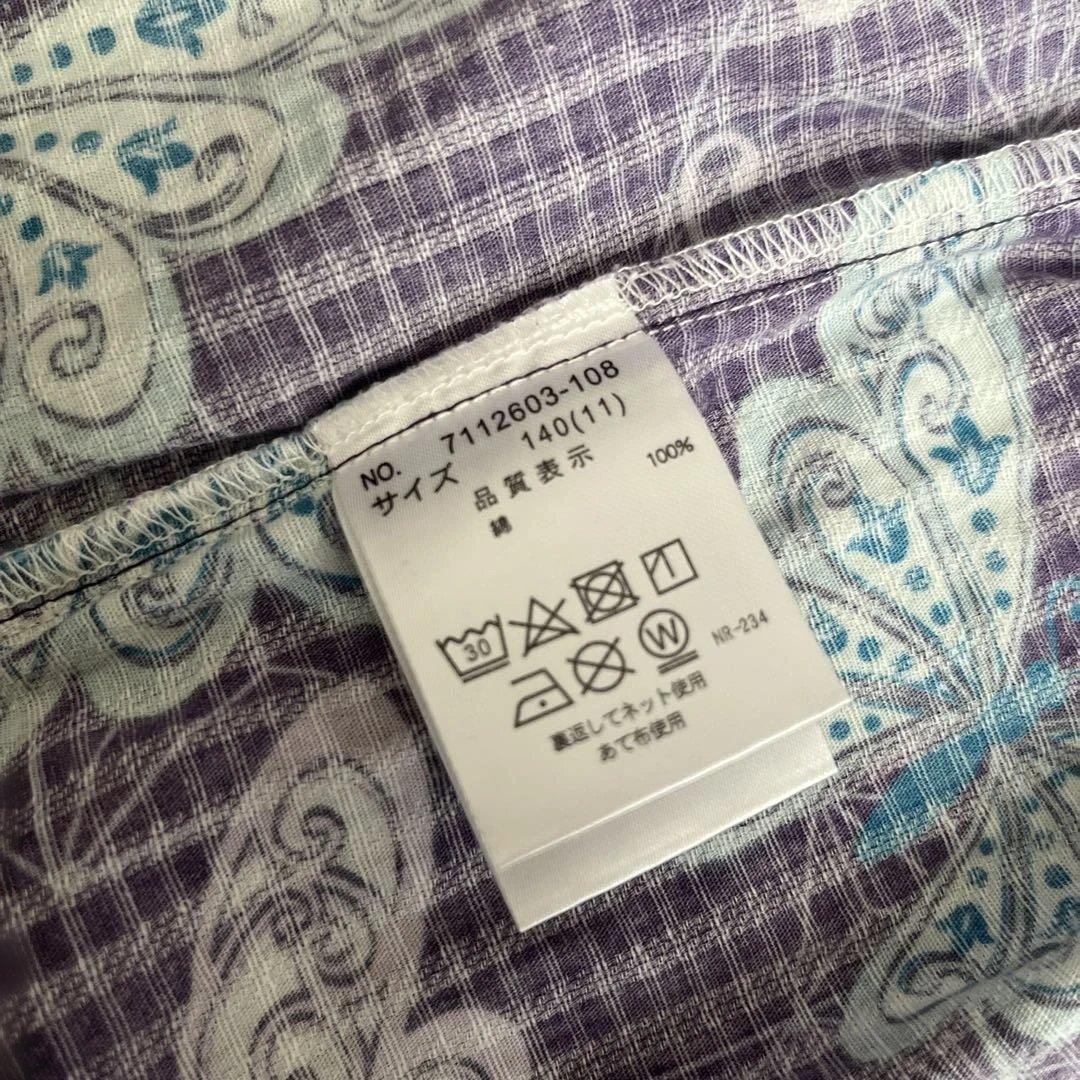 NO. 7112603-108
サイズ 140(11)
品質表示
綿 100%
30
W
NR-234
裏返してネット使用
あて布使用